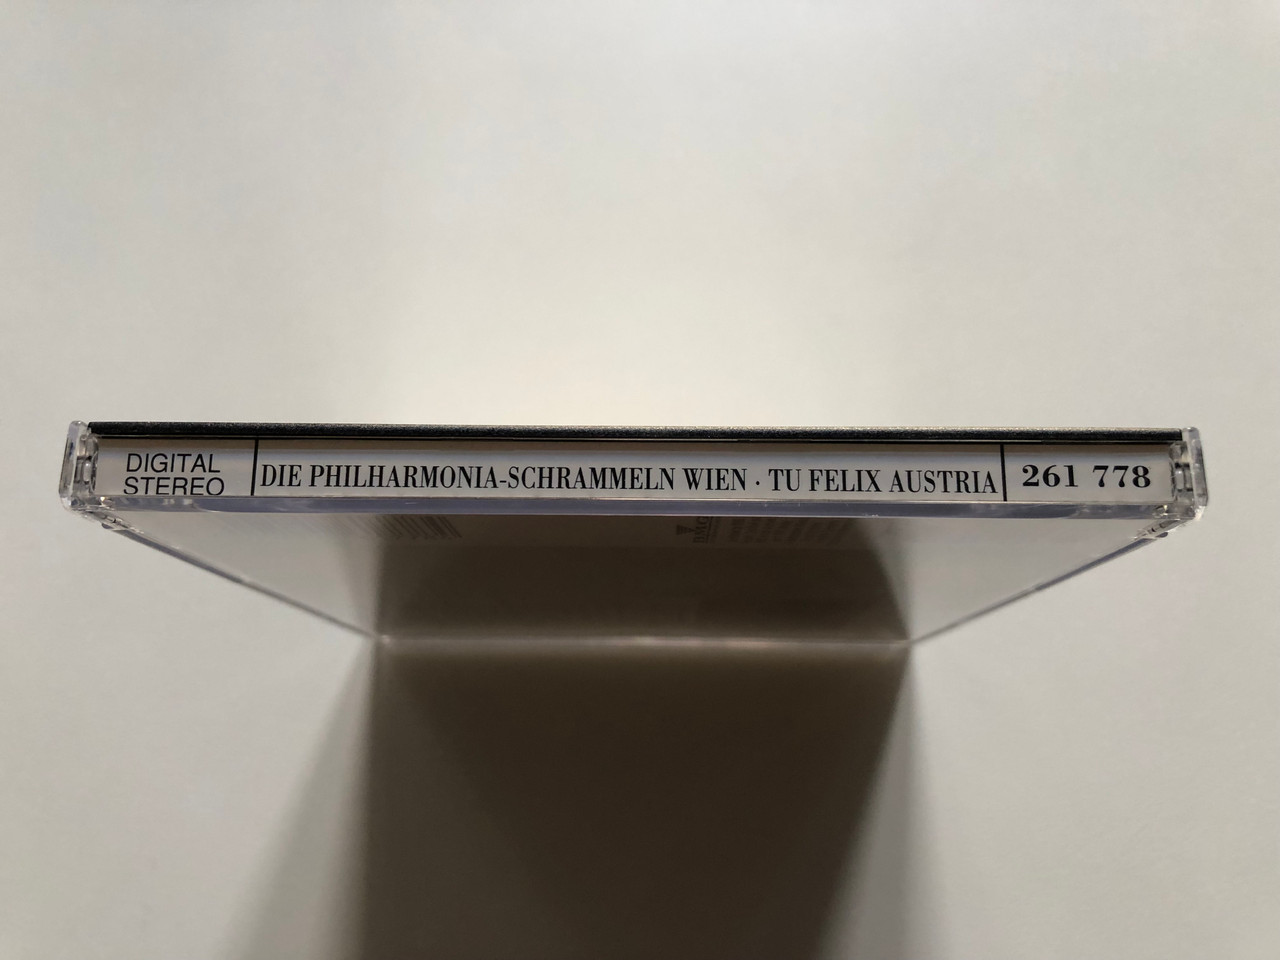 DIGITAL
STEREO
DIE PHILHARMONIA-SCHRAMMELN WIEN · TU FELIX AUSTRIA
261 778